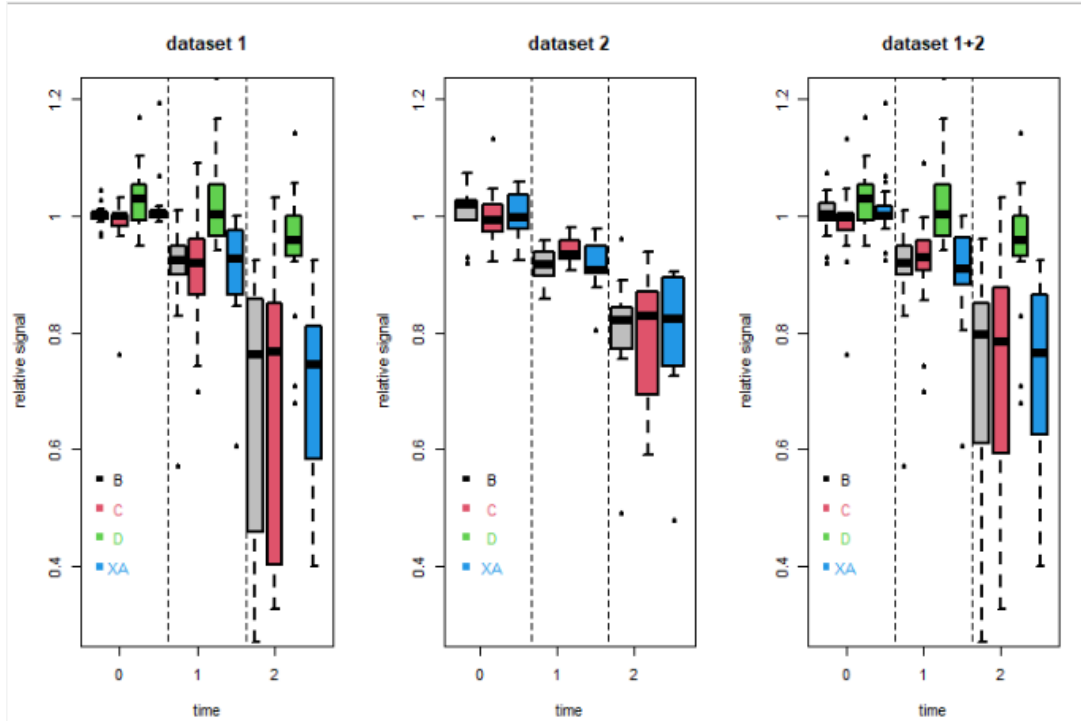 dataset 1
relative signal
1.2
1
0.8
0.6
0.4
B
C
D
XA
0
1
2
time
dataset 2
relative signal
1.2
1
0.8
0.6
0.4
B
C
D
XA
0
1
2
time
dataset 1+2
relative signal
1.2
1
0.8
0.6
0.4
B
C
D
XA
0
1
2
time